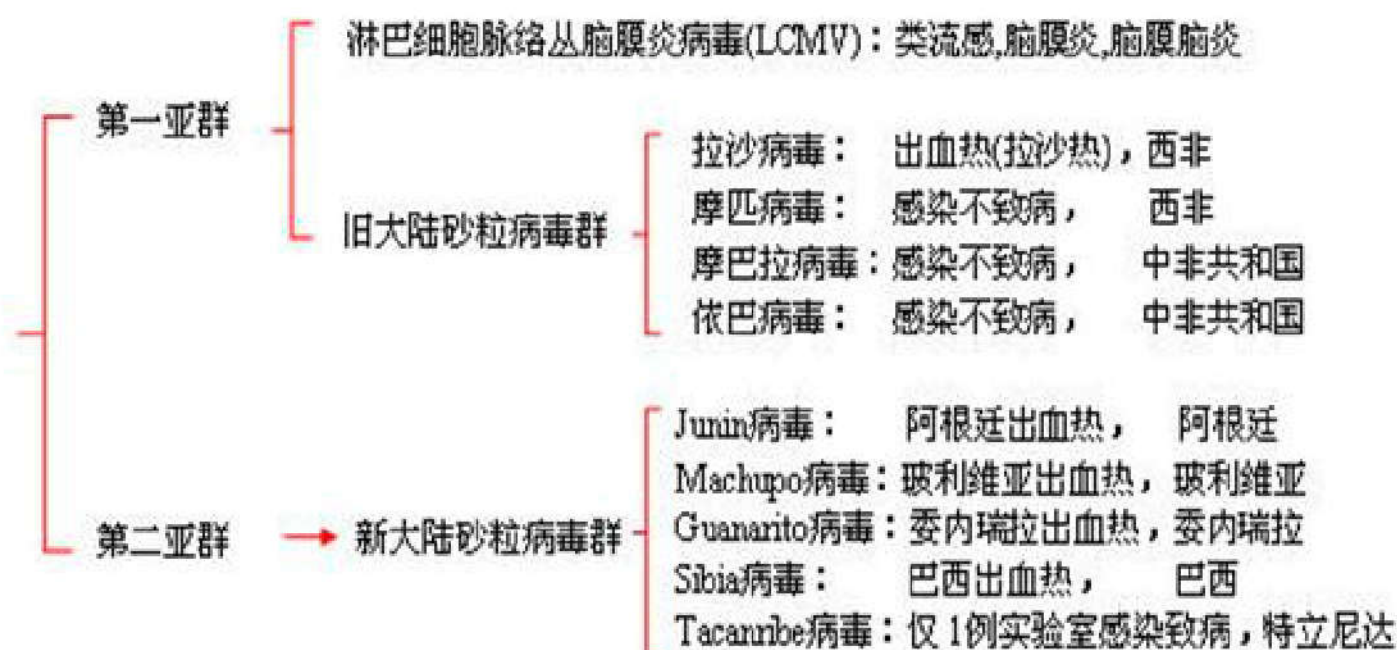 淋巴细胞脉络丛脑膜炎病毒(LCMV)：类流感,脑膜炎,脑膜脑炎
第一亚群
旧大陆砂粒病毒群
拉沙病毒： 出血热(拉沙热)，西非
摩匹病毒： 感染不致病， 西非
摩巴拉病毒：感染不致病， 中非共和国
依巴病毒： 感染不致病， 中非共和国
第二亚群
新大陆砂粒病毒群
Junin病毒： 阿根廷出血热， 阿根廷
Machupo病毒：玻利维亚出血热，玻利维亚
Guanarito病毒：委内瑞拉出血热，委内瑞拉
Sibia病毒： 巴西出血热， 巴西
Tacannbe病毒：仅1例实验室感染致病，特立尼达